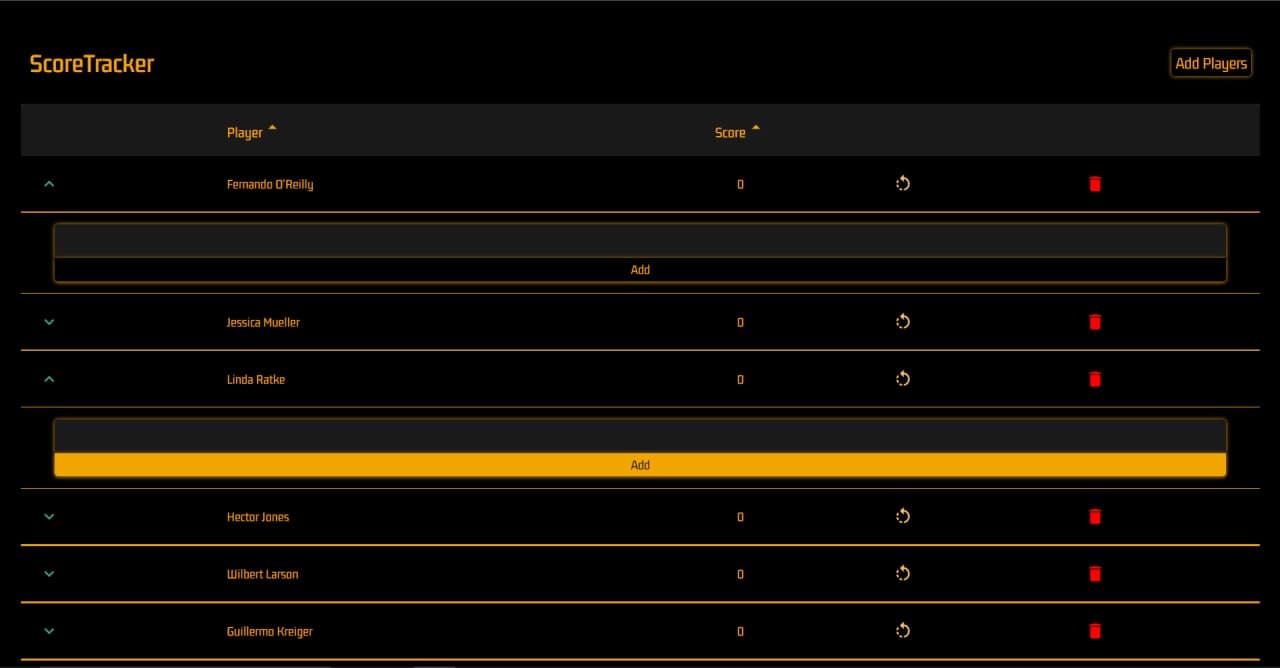 ScoreTracker
Add Players
Player Score
Fernando O'Reilly 0
Add
Jessica Mueller 0
Linda Ratke 0
Add
Hector Jones 0
Wilbert Larson 0
Guillermo Kreiger 0